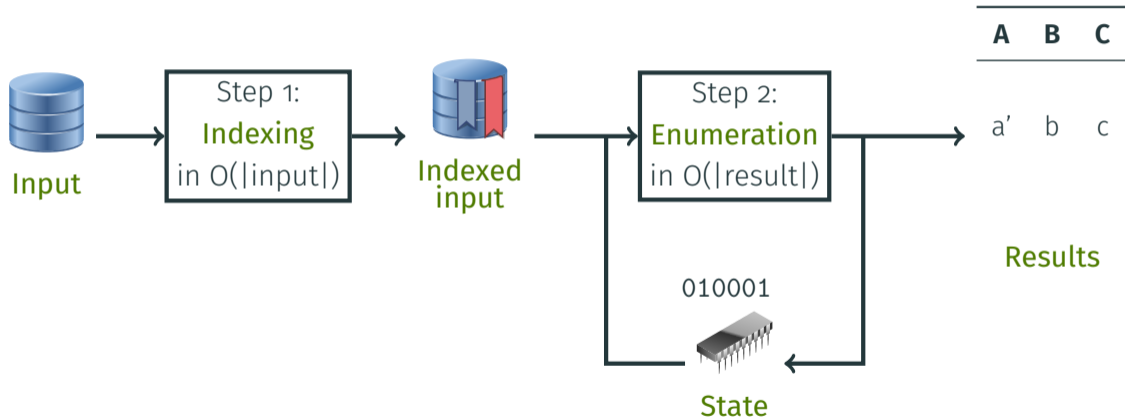 Input
Step 1:
Indexing
in O(|input|)
Indexed
input
Step 2:
Enumeration
in O(|result|)
010001
State
A B C
a' b c
Results